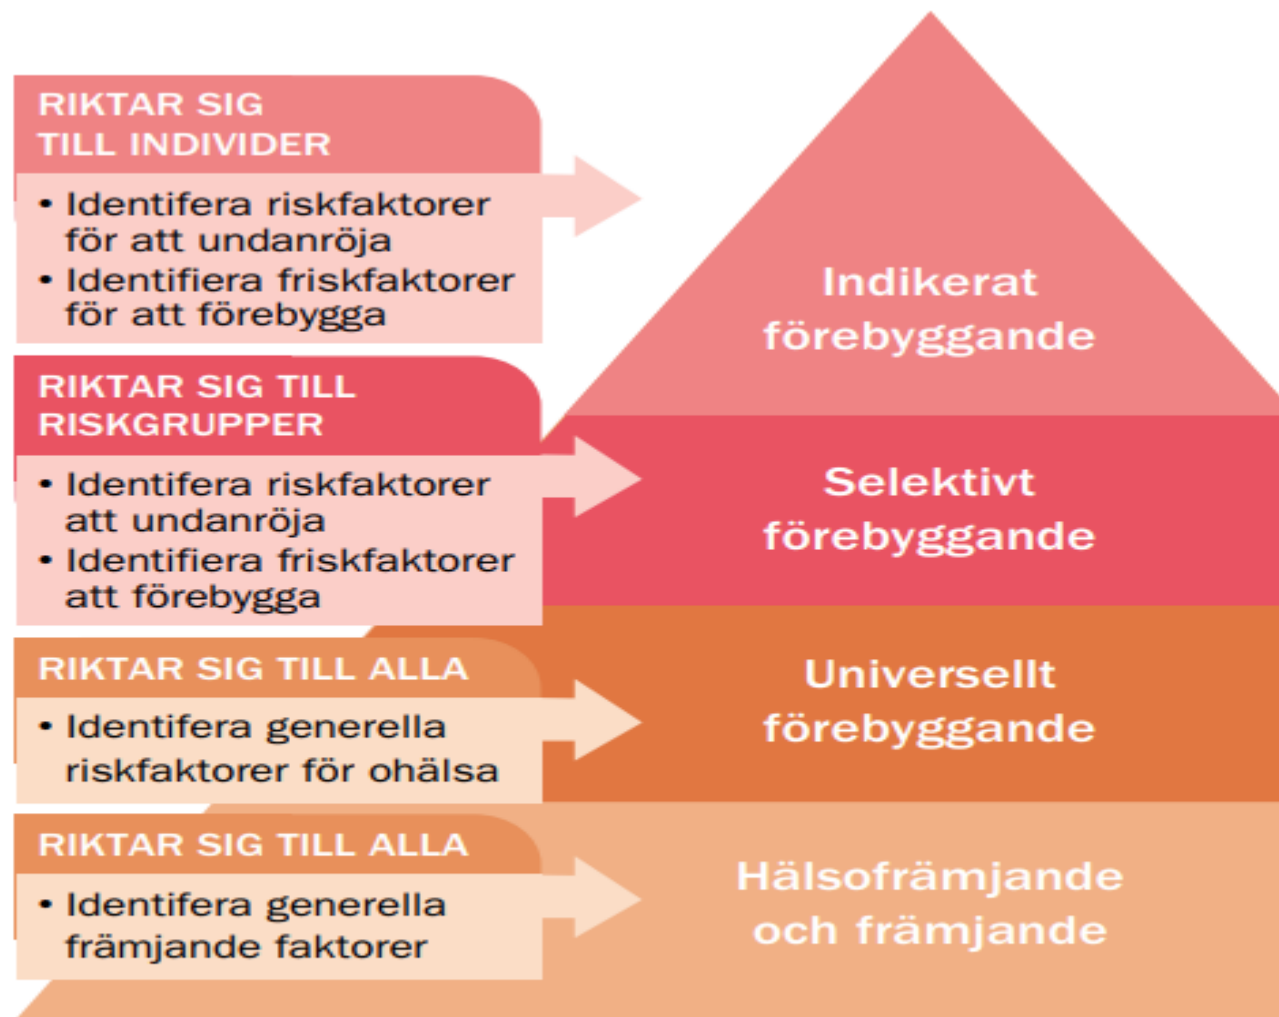 RIKTAR SIG
TILL INDIVIDER
• Identifera riskfaktorer
för att undanröja
• Identifiera friskfaktorer
för att förebygga
Indikerat
förebyggande
RIKTAR SIG TILL
RISKGRUPPER
• Identifera riskfaktorer
att undanröja
• Identifiera friskfaktorer
att förebygga
Selektivt
förebyggande
RIKTAR SIG TILL ALLA
• Identifera generella
riskfaktorer för ohälsa
Universellt
förebyggande
RIKTAR SIG TILL ALLA
• Identifera generella
främjande faktorer
Hälsofrämjande
och främjande